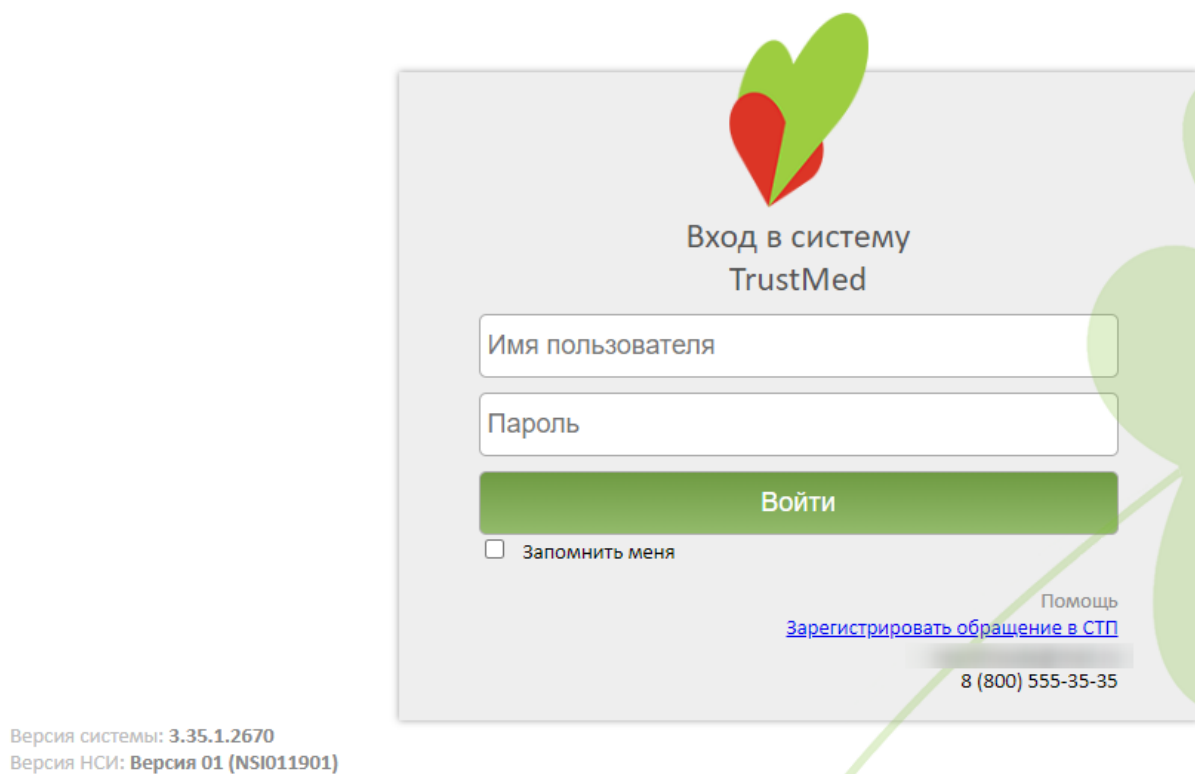 Вход в систему
TrustMed
Имя пользователя
Пароль
Войти
Запомнить меня
Помощь
Зарегистрировать обращение в СТП
8 (800) 555-35-35
Версия системы: 3.35.1.2670
Версия НСИ: Версия 01 (NSI011901)